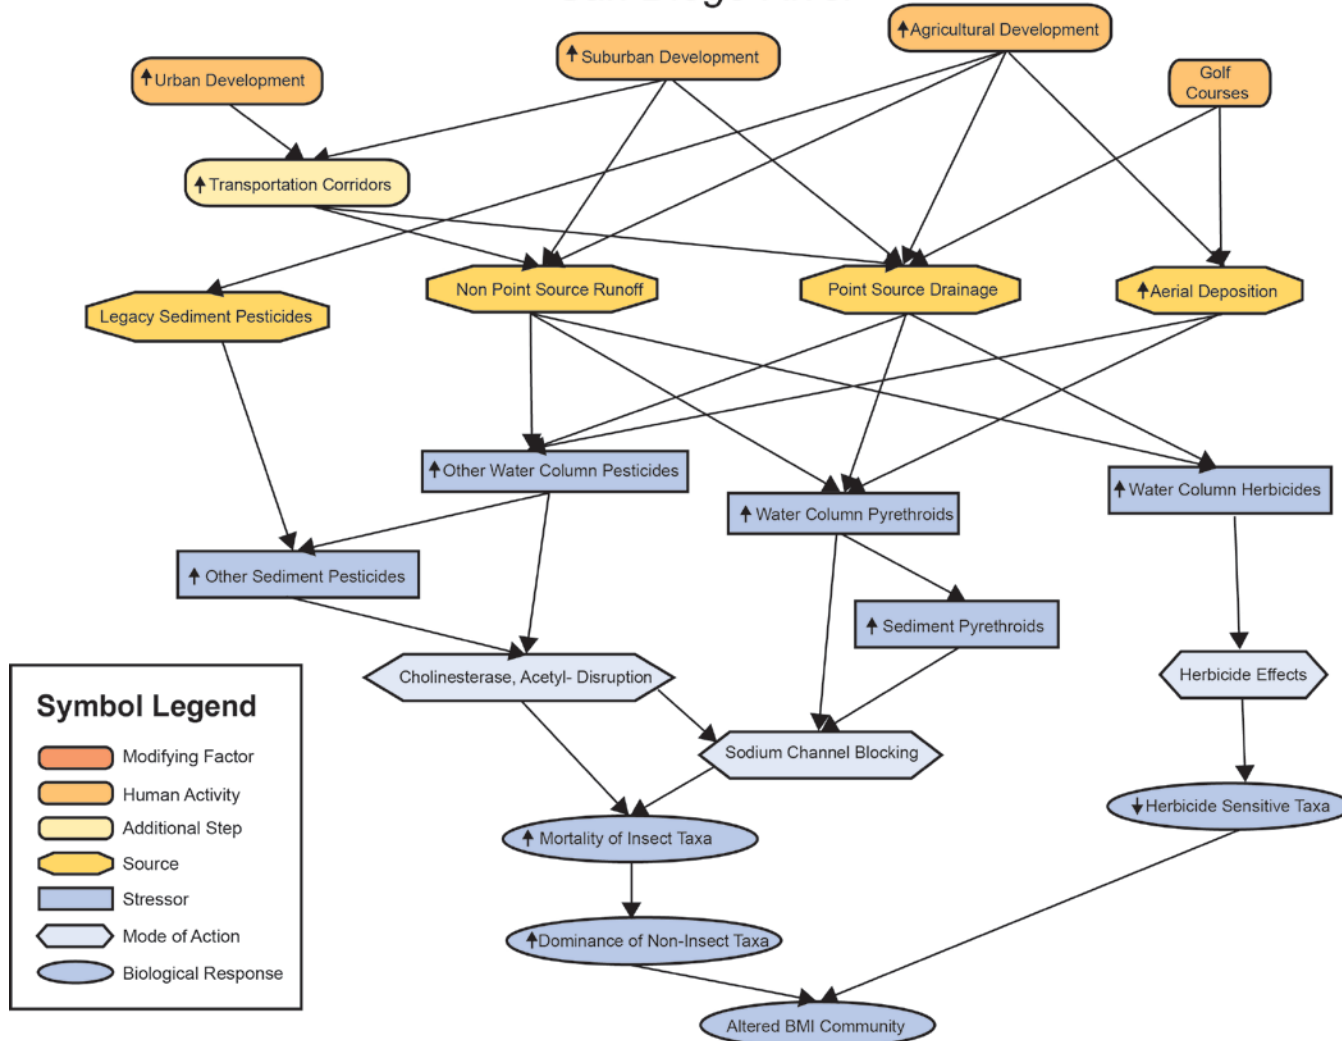 ↑Agricultural Development
↑Suburban Development
↑Urban Development
Golf
Courses
↑Transportation Corridors
Non Point Source Runoff
Point Source Drainage
↑Aerial Deposition
Legacy Sediment Pesticides
↑Other Water Column Pesticides
↑Water Column Herbicides
↑Water Column Pyrethroids
↑Other Sediment Pesticides
↑Sediment Pyrethroids
Cholinesterase, Acetyl- Disruption
Herbicide Effects
Sodium Channel Blocking
↓Herbicide Sensitive Taxa
↑Mortality of Insect Taxa
↑Dominance of Non-Insect Taxa
Altered BMI Community
Symbol Legend
Modifying Factor
Human Activity
Additional Step
Source
Stressor
Mode of Action
Biological Response